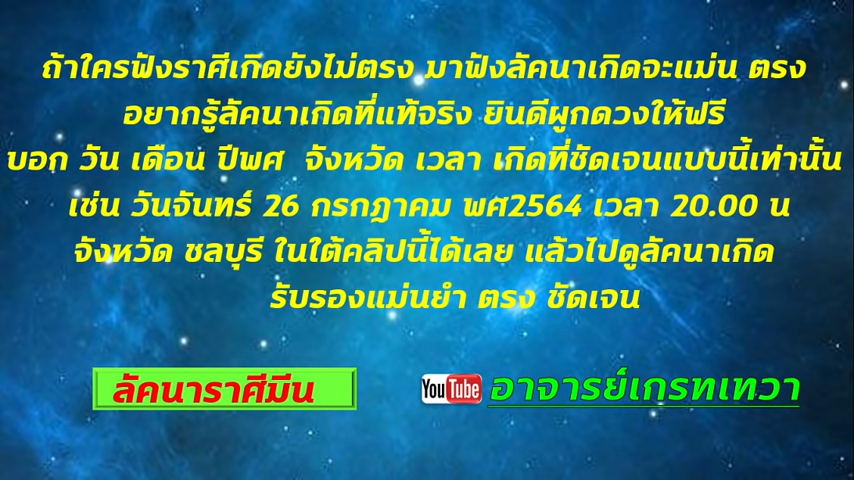 ถ้าใครฟังราศีเกิดยังไม่ตรง มาฟังลัคนาเกิดจะแม่น ตรง
อยากรู้ลัคนาเกิดที่แท้จริง ยินดีผูกดวงให้ฟรี
บอก วัน เดือน ปีพศ จังหวัด เวลา เกิดที่ชัดเจนแบบนี้เท่านั้น
เช่น วันจันทร์ 26 กรกฎาคม พศ2564 เวลา 20.00 น
จังหวัด ชลบุรี ในใต้คลิปนี้ได้เลย แล้วไปดูลัคนาเกิด
รับรองแม่นยำ ตรง ชัดเจน
ลัคนาราศีมีน
YouTube อาจารย์เกรทเทวา